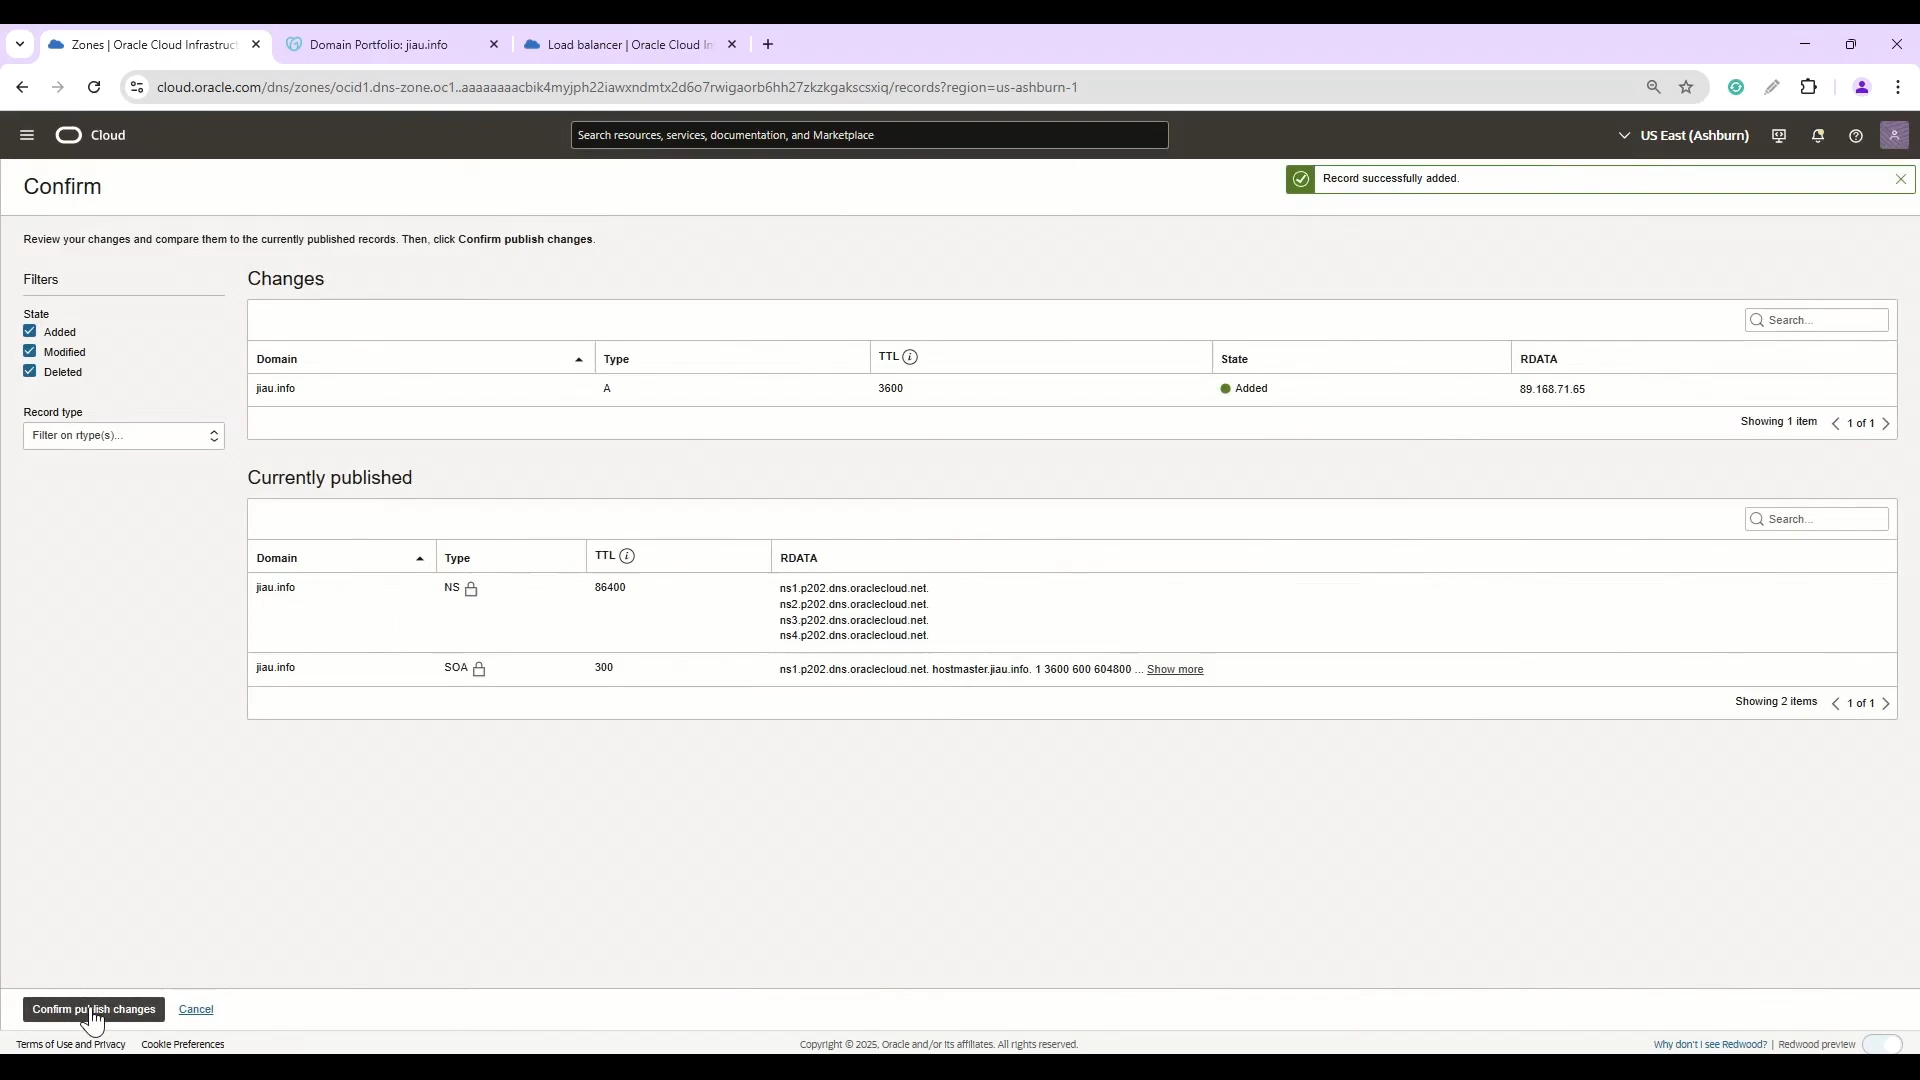 Zones | Oracle Cloud Infrastruct
Domain Portfolio: jiau.info
Load balancer | Oracle Cloud In
cloud.oracle.com/dns/zones/ocid1.dns-zone.oc1..aaaaaaaacbik4myjph22iawxndmtx2d6o7rwigaorb6hh27zkzkgakscsxiq/records?region=us-ashburn-1
Cloud
Search resources, services, documentation, and Marketplace
US East (Ashburn)
Confirm
Record successfully added.
Review your changes and compare them to the currently published records. Then, click Confirm publish changes.
Filters
State
Added
Modified
Deleted
Record type
Filter on rtype(s)...
Changes
Search...
Domain Type TTL State RDATA
jiau.info A 3600 Added 89.168.71.65
Showing 1 item 1 of 1
Currently published
Search...
Domain Type TTL RDATA
jiau.info NS 86400 ns1.p202.dns.oraclecloud.net.
ns2.p202.dns.oraclecloud.net.
ns3.p202.dns.oraclecloud.net.
ns4.p202.dns.oraclecloud.net.
jiau.info SOA 300 ns1.p202.dns.oraclecloud.net. hostmaster.jiau.info. 1 3600 600 604800 ... Show more
Showing 2 items 1 of 1
Confirm publish changes Cancel
Terms of Use and Privacy Cookie Preferences
Copyright © 2025, Oracle and/or its affiliates. All rights reserved.
Why don't I see Redwood? | Redwood preview